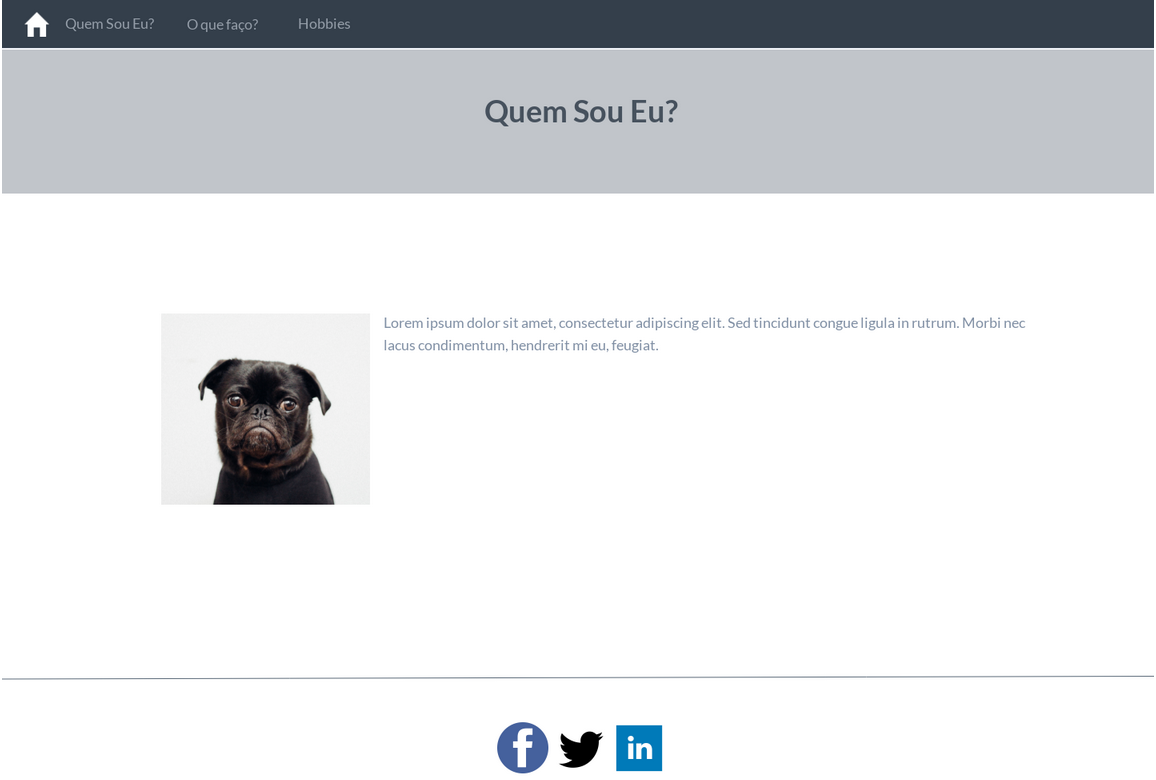 Quem Sou Eu?
O que faço?
Hobbies
Quem Sou Eu?
Lorem ipsum dolor sit amet, consectetur adipiscing elit. Sed tincidunt congue ligula in rutrum. Morbi nec
lacus condimentum, hendrerit mi eu, feugiat.
f
in